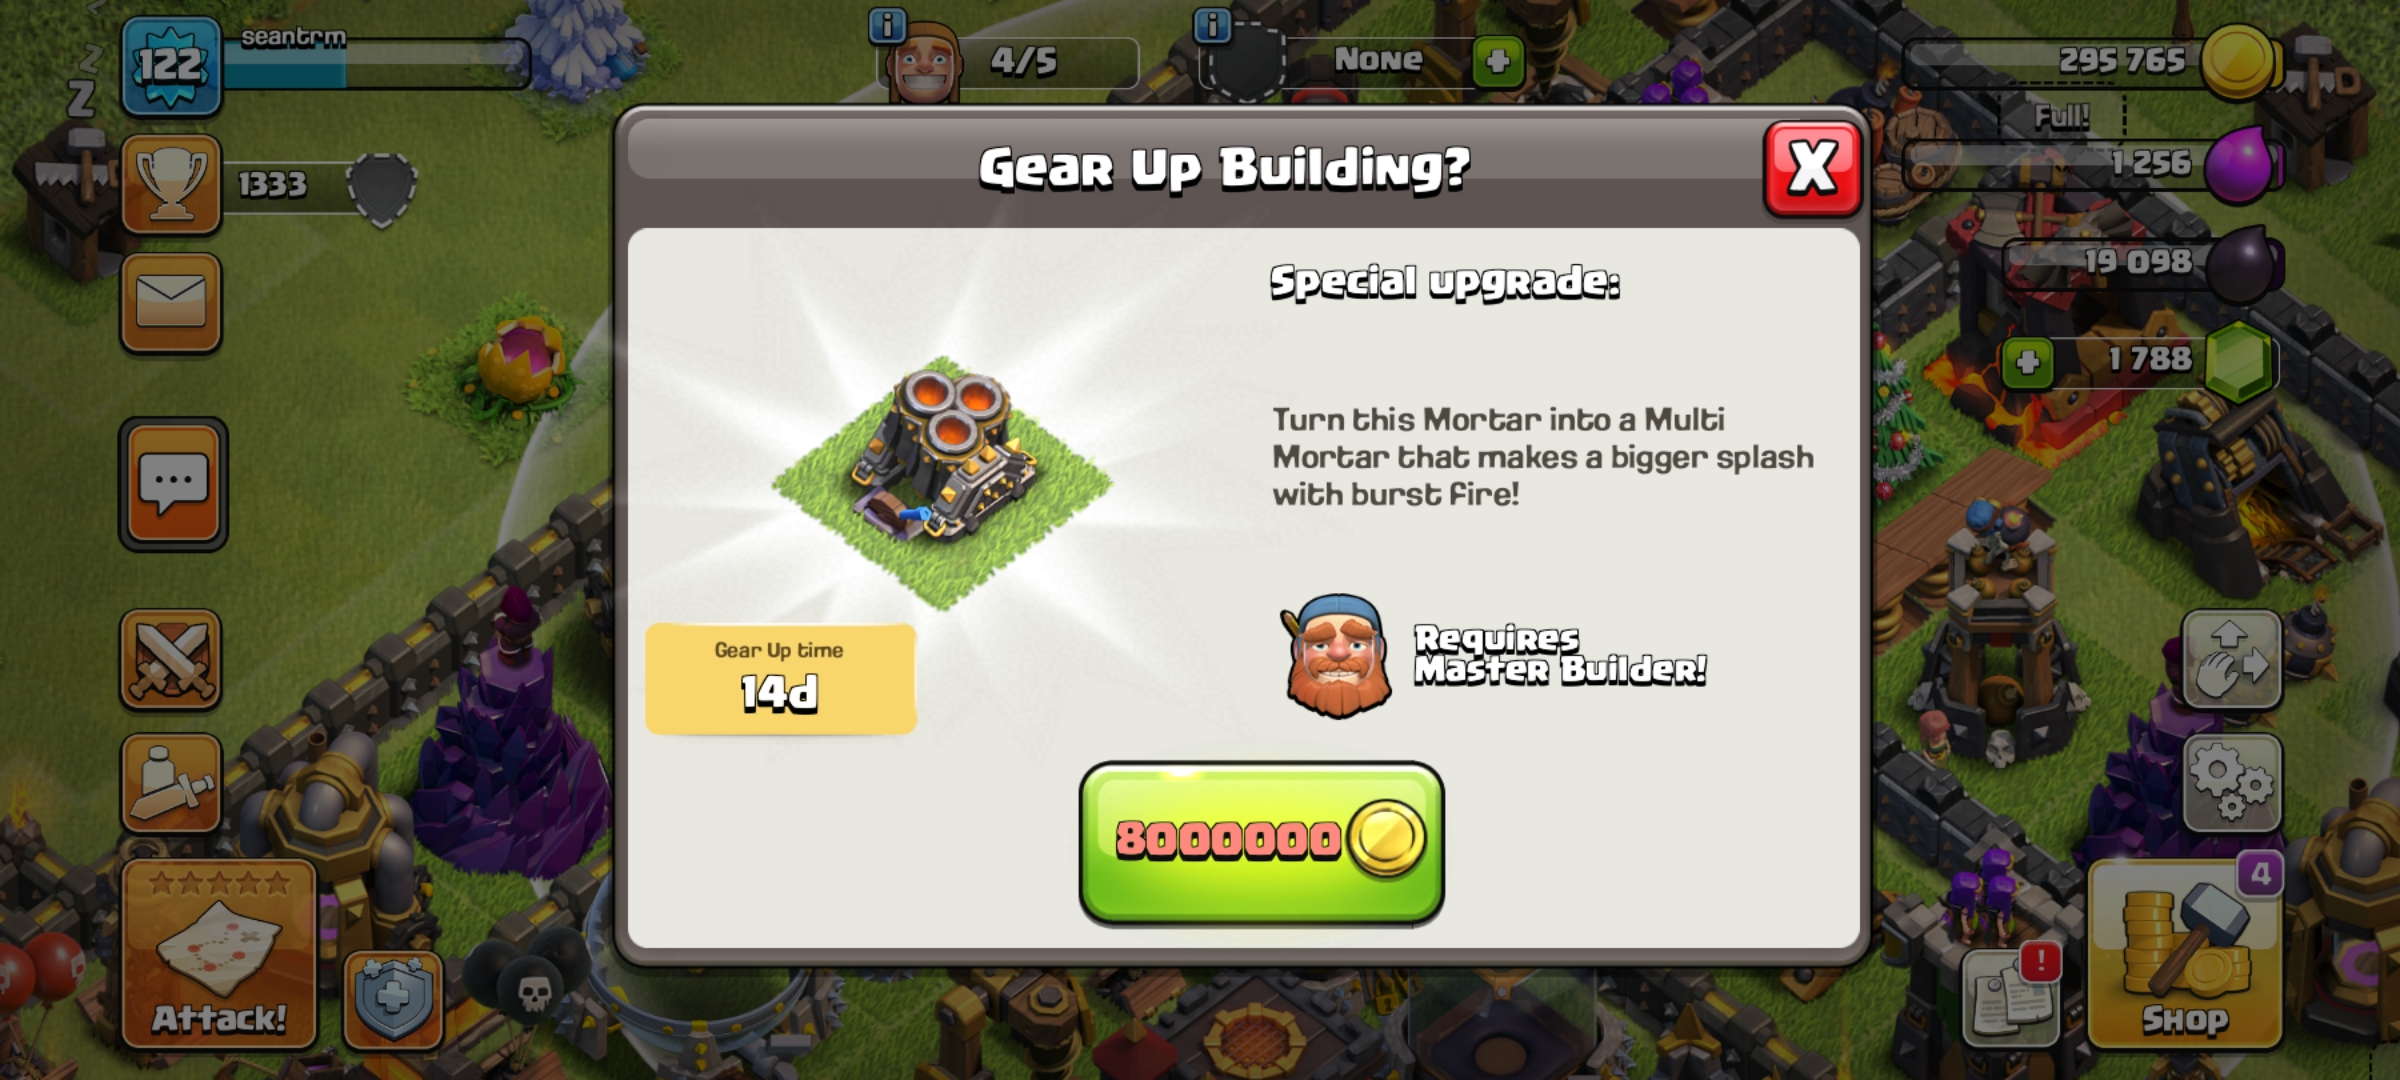 122
seantrm
4/5
None
295 765
Full!
1 256
19 098
1 788
1333
Gear Up Building?
X
Special upgrade:
Turn this Mortar into a Multi
Mortar that makes a bigger splash
with burst fire!
Gear Up time
14d
Requires
Master Builder!
8000000
Attack!
4
!
Shop